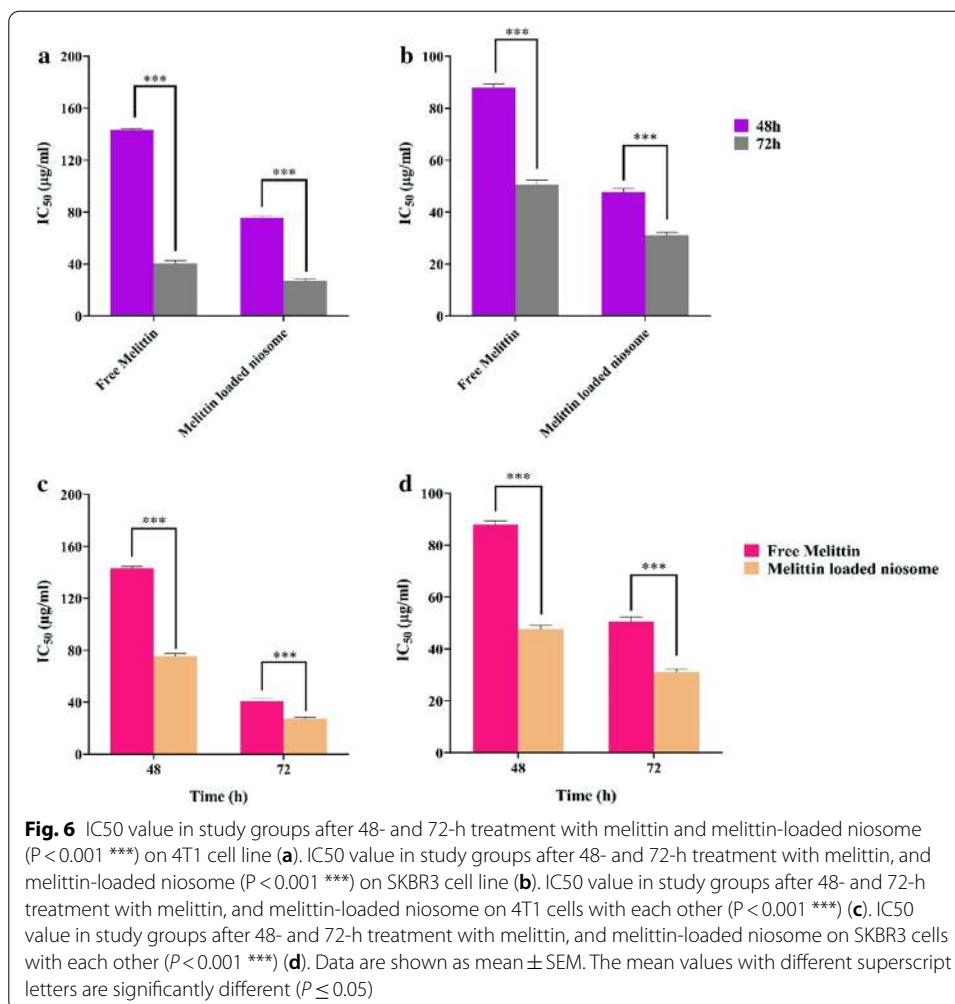 a
200
160
120
80
40
0
IC50 (µg/ml)
***
***
Free Melittin
Melittin loaded niosome
b
100
80
60
40
20
0
IC50 (µg/ml)
***
***
Free Melittin
Melittin loaded niosome
48h
72h
c
200
160
120
80
40
0
IC50 (µg/ml)
***
***
48
72
Time (h)
d
100
80
60
40
20
0
IC50 (µg/ml)
***
***
48
72
Time (h)
Free Melittin
Melittin loaded niosome
Fig. 6 IC50 value in study groups after 48- and 72-h treatment with melittin and melittin-loaded niosome
(P < 0.001 ***) on 4T1 cell line (a). IC50 value in study groups after 48- and 72-h treatment with melittin, and
melittin-loaded niosome (P < 0.001 ***) on SKBR3 cell line (b). IC50 value in study groups after 48- and 72-h
treatment with melittin, and melittin-loaded niosome on 4T1 cells with each other (P < 0.001 ***) (c). IC50
value in study groups after 48- and 72-h treatment with melittin, and melittin-loaded niosome on SKBR3 cells
with each other (P < 0.001 ***) (d). Data are shown as mean ± SEM. The mean values with different superscript
letters are significantly different (P ≤ 0.05)